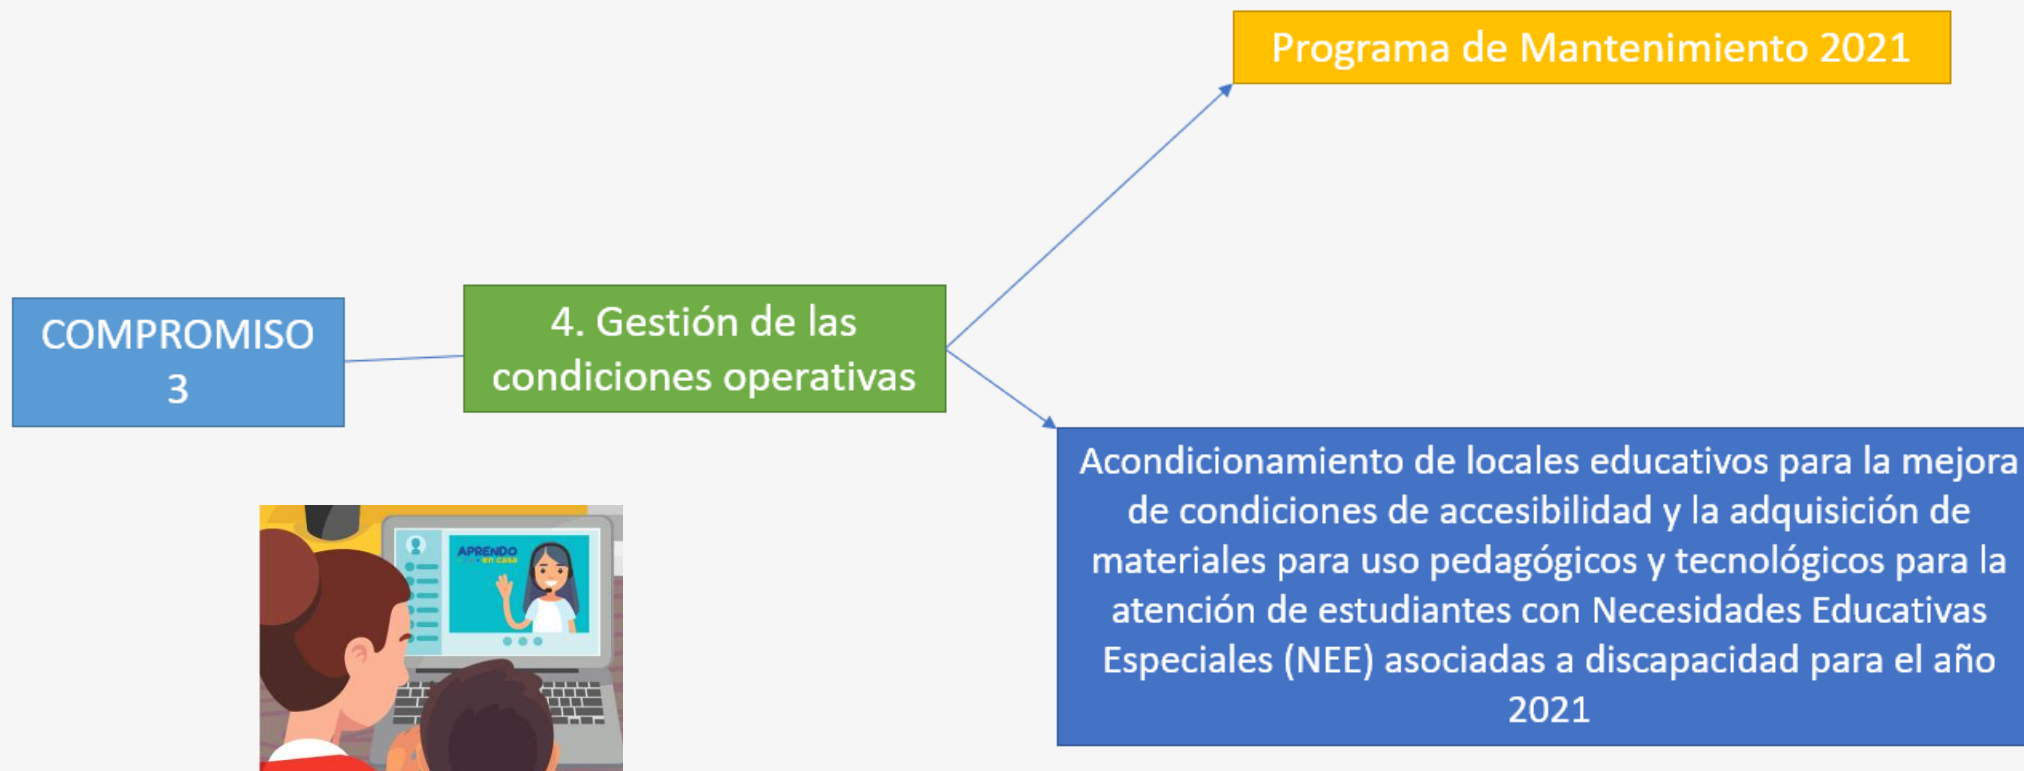 Programa de Mantenimiento 2021
COMPROMISO
3
4. Gestión de las
condiciones operativas
Acondicionamiento de locales educativos para la mejora
de condiciones de accesibilidad y la adquisición de
materiales para uso pedagógicos y tecnológicos para la
atención de estudiantes con Necesidades Educativas
Especiales (NEE) asociadas a discapacidad para el año
2021
APRENDO
en casa